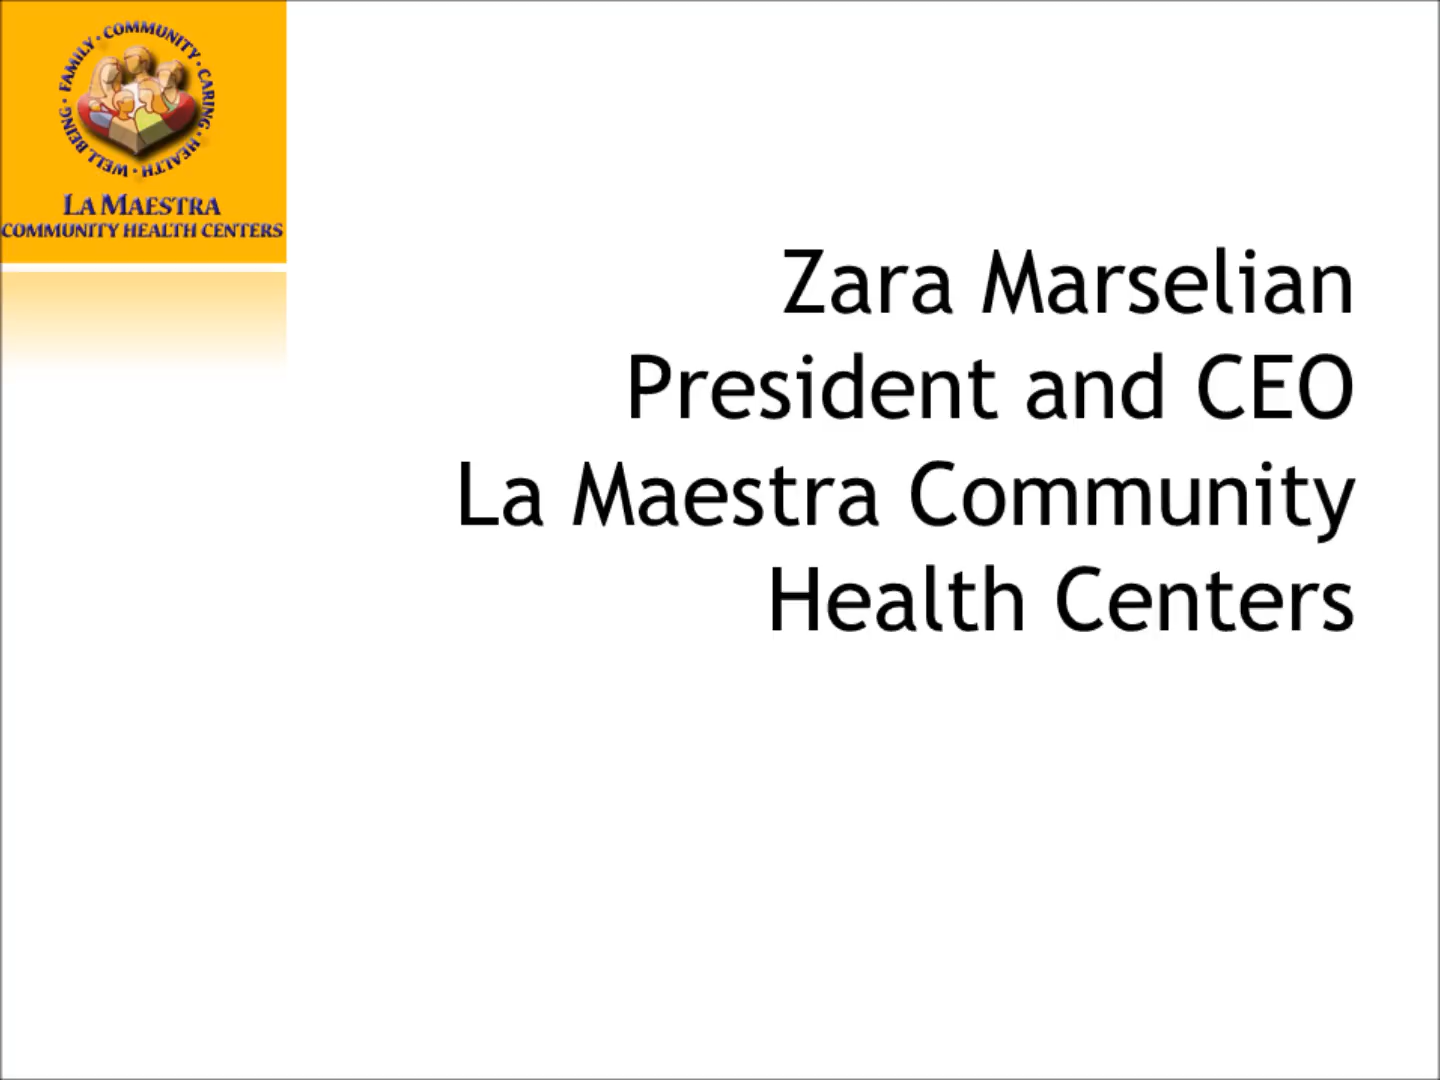 FAMILY · COMMUNITY · CARING · HEALTH · WELL BEING ·
LA MAESTRA
COMMUNITY HEALTH CENTERS
Zara Marselian
President and CEO
La Maestra Community
Health Centers